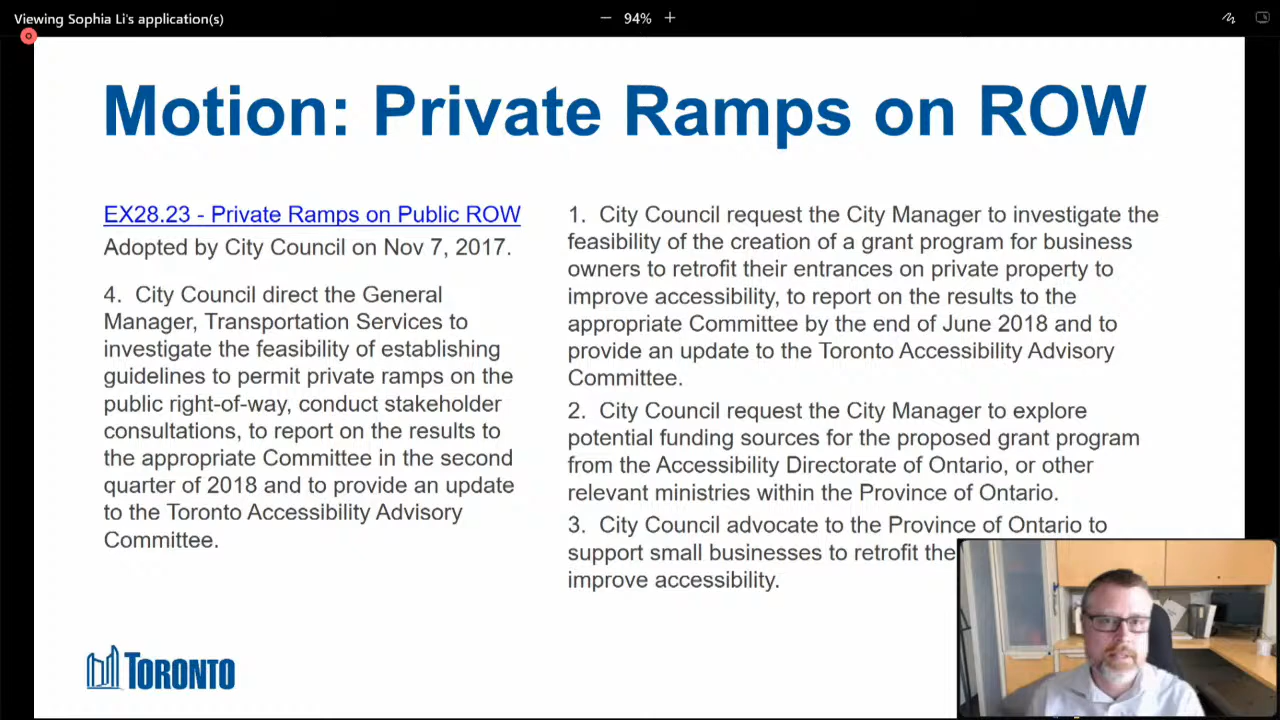 Viewing Sophia Li's application(s)
94%
Motion: Private Ramps on ROW
EX28.23 - Private Ramps on Public ROW
Adopted by City Council on Nov 7, 2017.
4. City Council direct the General
Manager, Transportation Services to
investigate the feasibility of establishing
guidelines to permit private ramps on the
public right-of-way, conduct stakeholder
consultations, to report on the results to
the appropriate Committee in the second
quarter of 2018 and to provide an update
to the Toronto Accessibility Advisory
Committee.
1. City Council request the City Manager to investigate the
feasibility of the creation of a grant program for business
owners to retrofit their entrances on private property to
improve accessibility, to report on the results to the
appropriate Committee by the end of June 2018 and to
provide an update to the Toronto Accessibility Advisory
Committee.
2. City Council request the City Manager to explore
potential funding sources for the proposed grant program
from the Accessibility Directorate of Ontario, or other
relevant ministries within the Province of Ontario.
3. City Council advocate to the Province of Ontario to
support small businesses to retrofit the
improve accessibility.
TORONTO